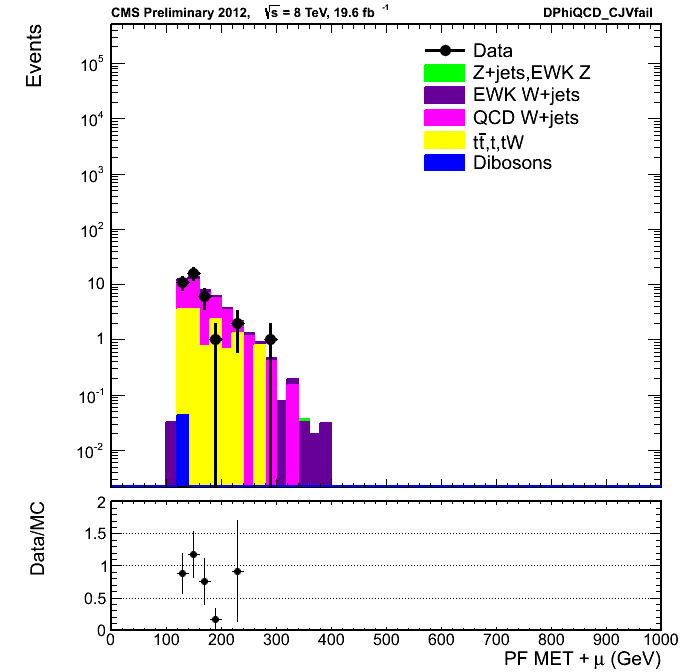 CMS Preliminary 2012, √s = 8 TeV, 19.6 fb⁻¹ DPhiQCD_CJVfail
Events
10⁵
10⁴
10³
10²
10
1
10⁻¹
10⁻²
Data
Z+jets,EWK Z
EWK W+jets
QCD W+jets
tt̄,t,tW
Dibosons
Data/MC
2
1.5
1
0.5
0
0 100 200 300 400 500 600 700 800 900 1000
PF MET + μ (GeV)